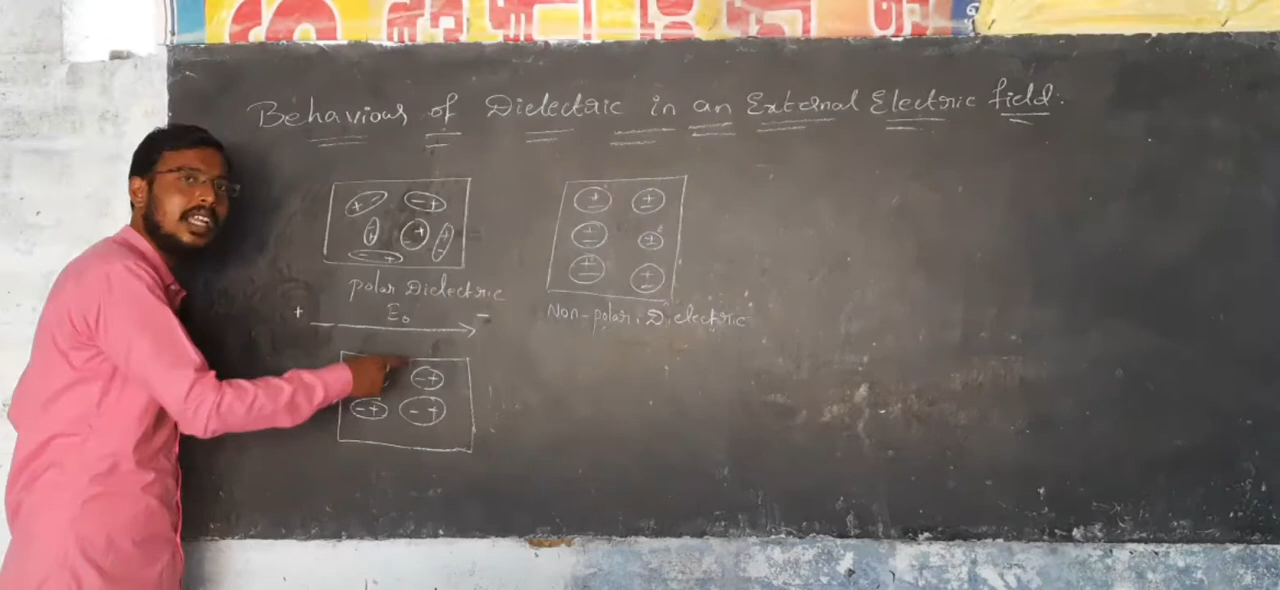 Behaviour of Dielectric in an External Electric field.
polar Dielectric
+ E₀ -
Non-polar Dielectric